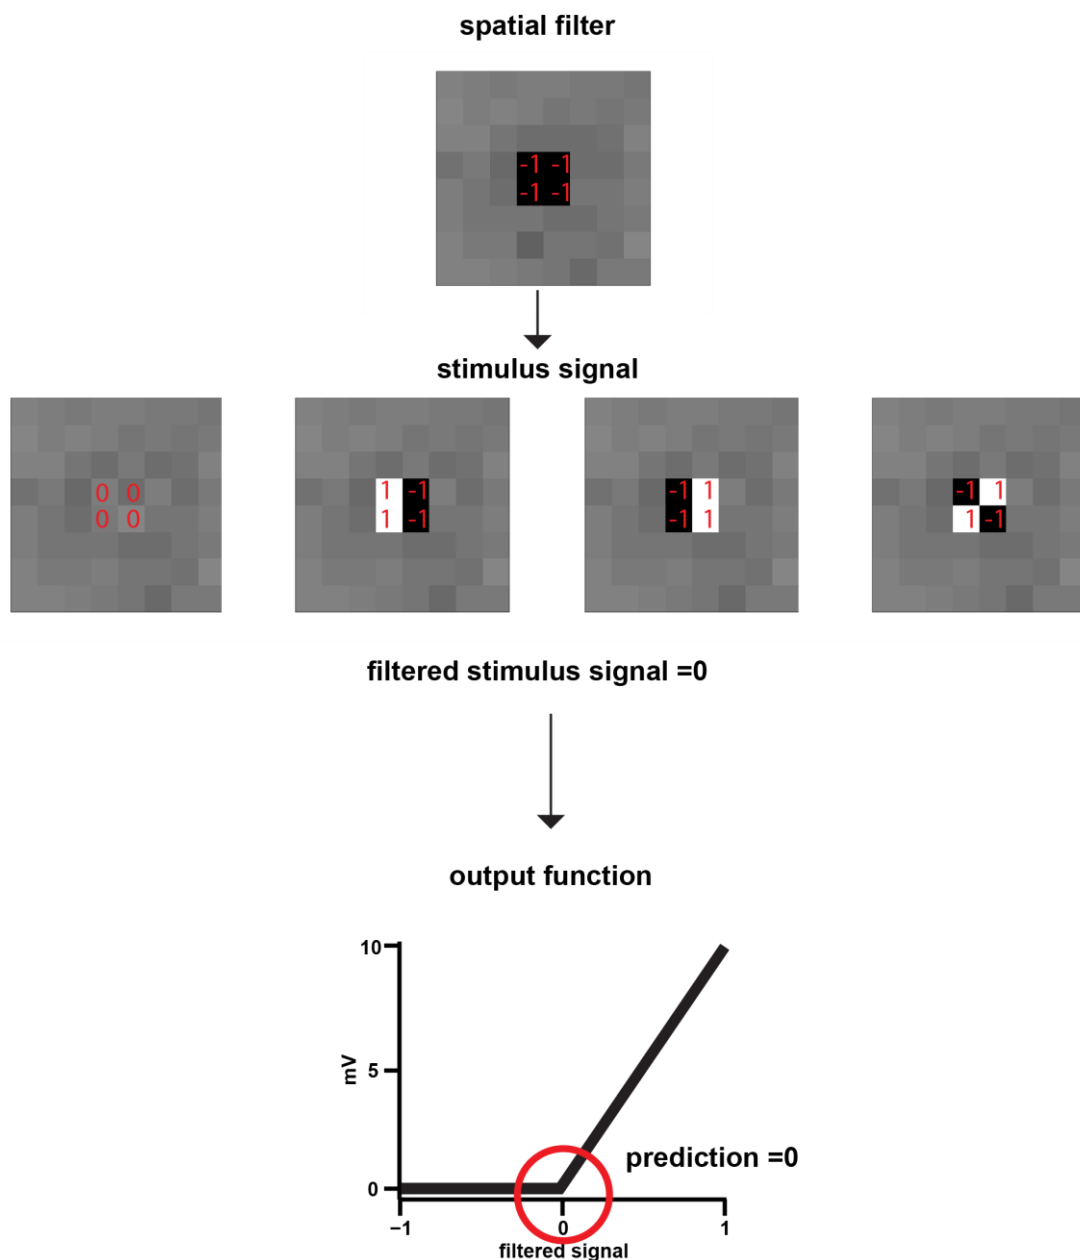 spatial filter
-1 -1
-1 -1
stimulus signal
0 0 1 -1 -1 1 -1 1
0 0 1 -1 -1 1 1 -1
filtered stimulus signal =0
output function
10
5
mV
0
prediction =0
−1 0 1
filtered signal